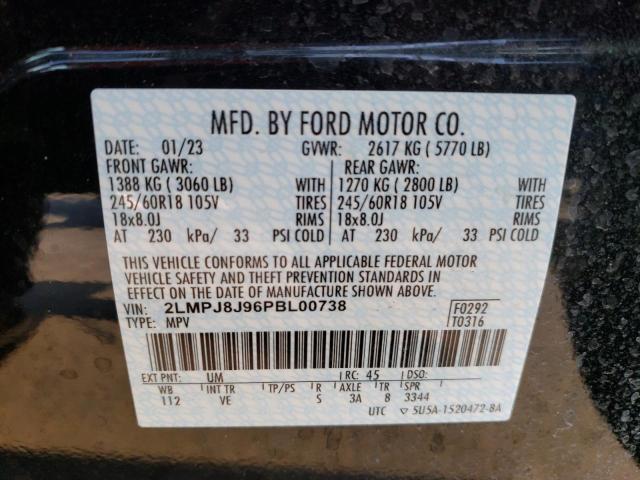 MFD. BY FORD MOTOR CO.
DATE: 01/23 GVWR: 2617 KG ( 5770 LB)
FRONT GAWR: REAR GAWR:
1388 KG ( 3060 LB) WITH 1270 KG ( 2800 LB) WITH
245/60R18 105V TIRES 245/60R18 105V TIRES
18x8.0J RIMS 18x8.0J RIMS
AT 230 kPa/ 33 PSI COLD AT 230 kPa/ 33 PSI COLD
THIS VEHICLE CONFORMS TO ALL APPLICABLE FEDERAL MOTOR
VEHICLE SAFETY AND THEFT PREVENTION STANDARDS IN
EFFECT ON THE DATE OF MANUFACTURE SHOWN ABOVE.
VIN: 2LMPJ8J96PBL00738 F0292
TYPE: MPV T0316
EXT PNT: UM RC: 45 DSO:
WB INT TR TP/PS R AXLE TR SPR
112 VE S 3A 8 3344
UTC ▽ 5U5A-1520472-BA